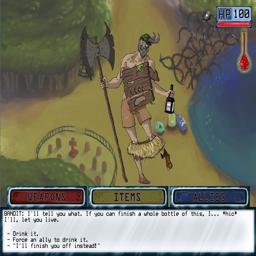 HP 100
WEAPONS ITEMS ALLIES
BANDIT: I'll tell you what. If you can finish a whole bottle of this, I... *hic*
I'll, let you live.
- Drink it.
- Force an ally to drink it.
- "I'll finish you off instead!"